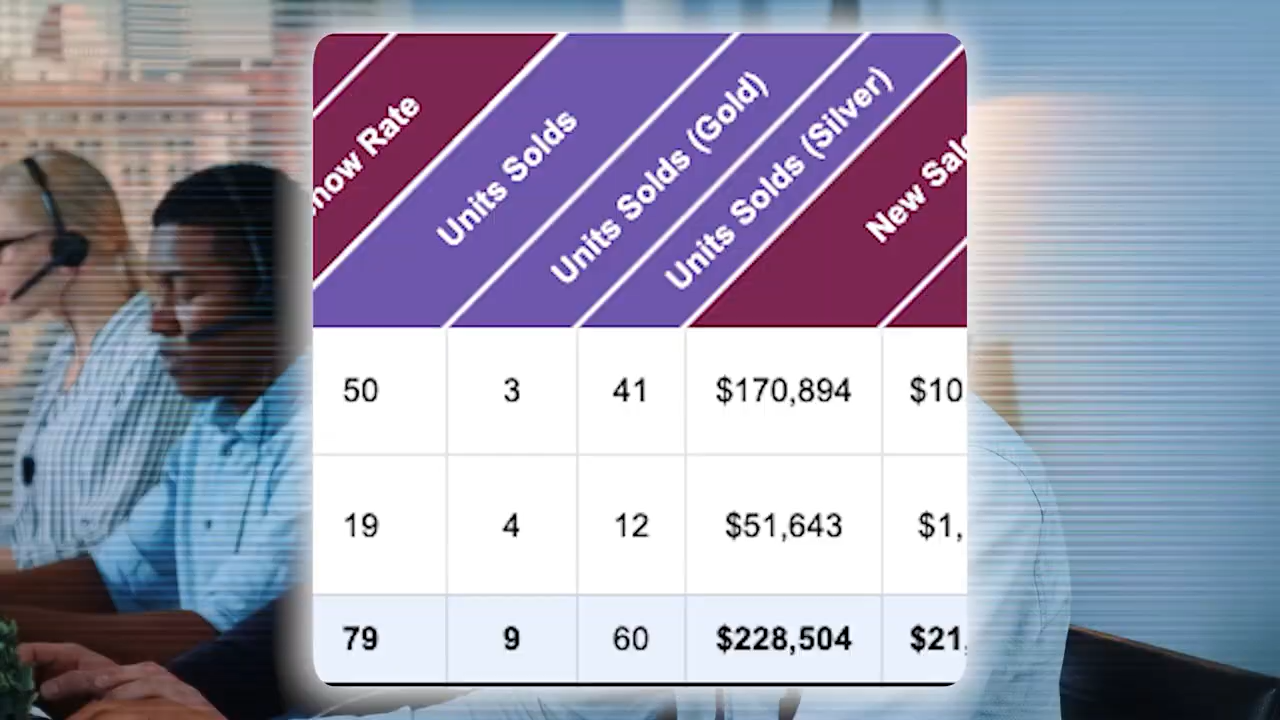 now Rate
Units Solds
Units Solds (Gold)
Units Solds (Silver)
New Sal
50 3 41 $170,894 $10
19 4 12 $51,643 $1,
79 9 60 $228,504 $21,